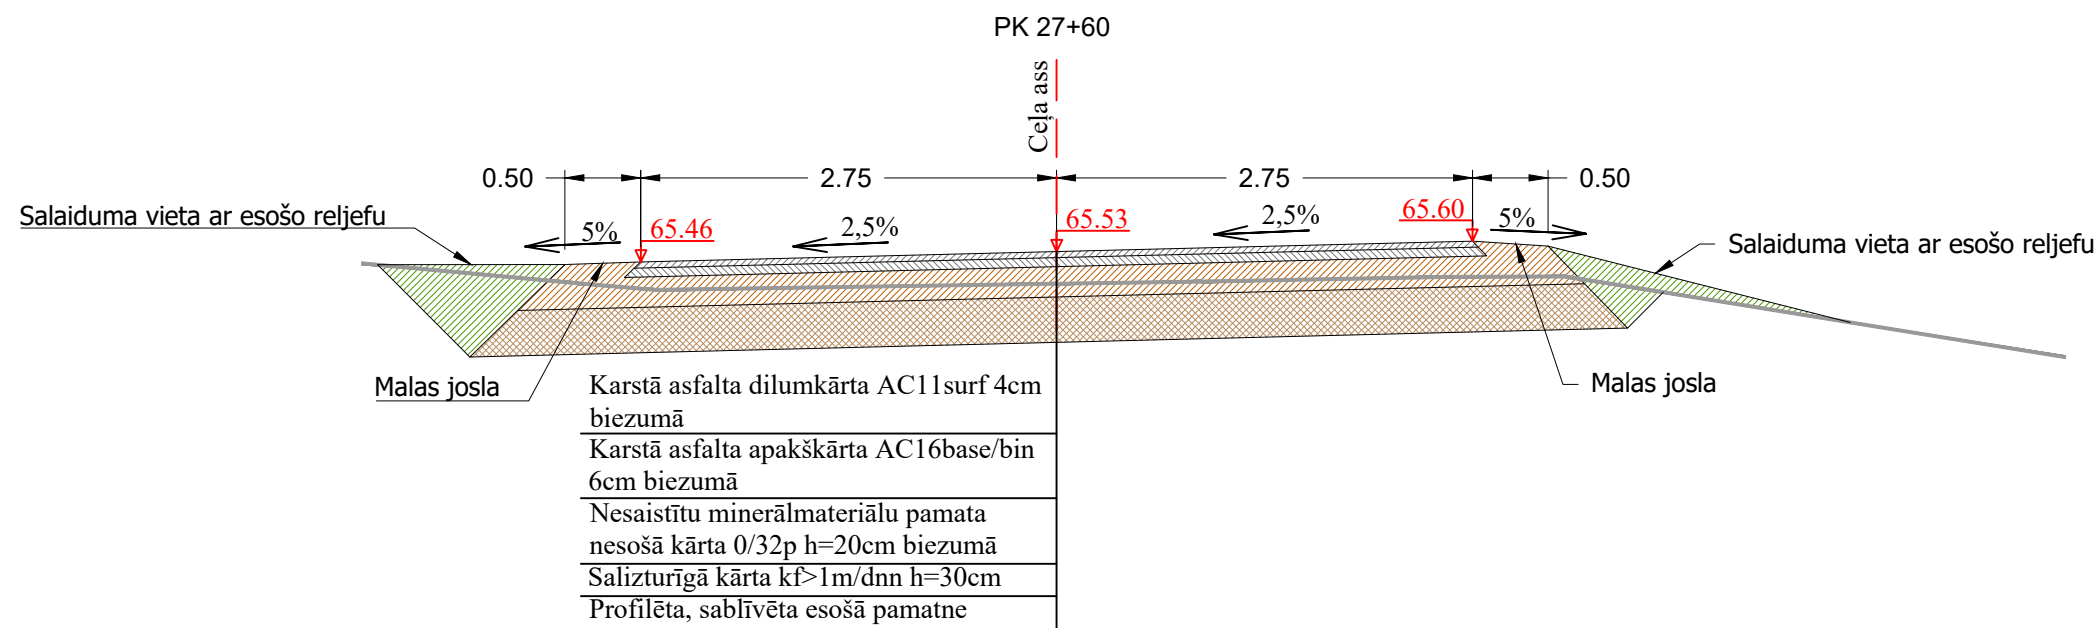 PK 27+60
Ceļa ass
0.50
2.75
2.75
0.50
Salaiduma vieta ar esošo reljefu
5%
65.46
2,5%
65.53
2,5%
65.60
5%
Salaiduma vieta ar esošo reljefu
Malas josla
Malas josla
Karstā asfalta dilumkārta AC11surf 4cm
biezumā
Karstā asfalta apakškārta AC16base/bin
6cm biezumā
Nesaistītu minerālmateriālu pamata
nesošā kārta 0/32p h=20cm biezumā
Salizturīgā kārta kf>1m/dnn h=30cm
Profilēta, sablīvēta esošā pamatne